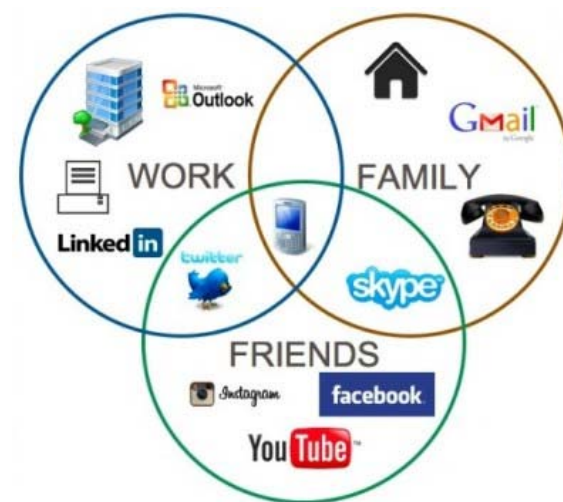 Microsoft
Outlook
GMail
by Google
WORK
FAMILY
LinkedIn
twitter
skype
FRIENDS
Instagram
facebook
YouTube